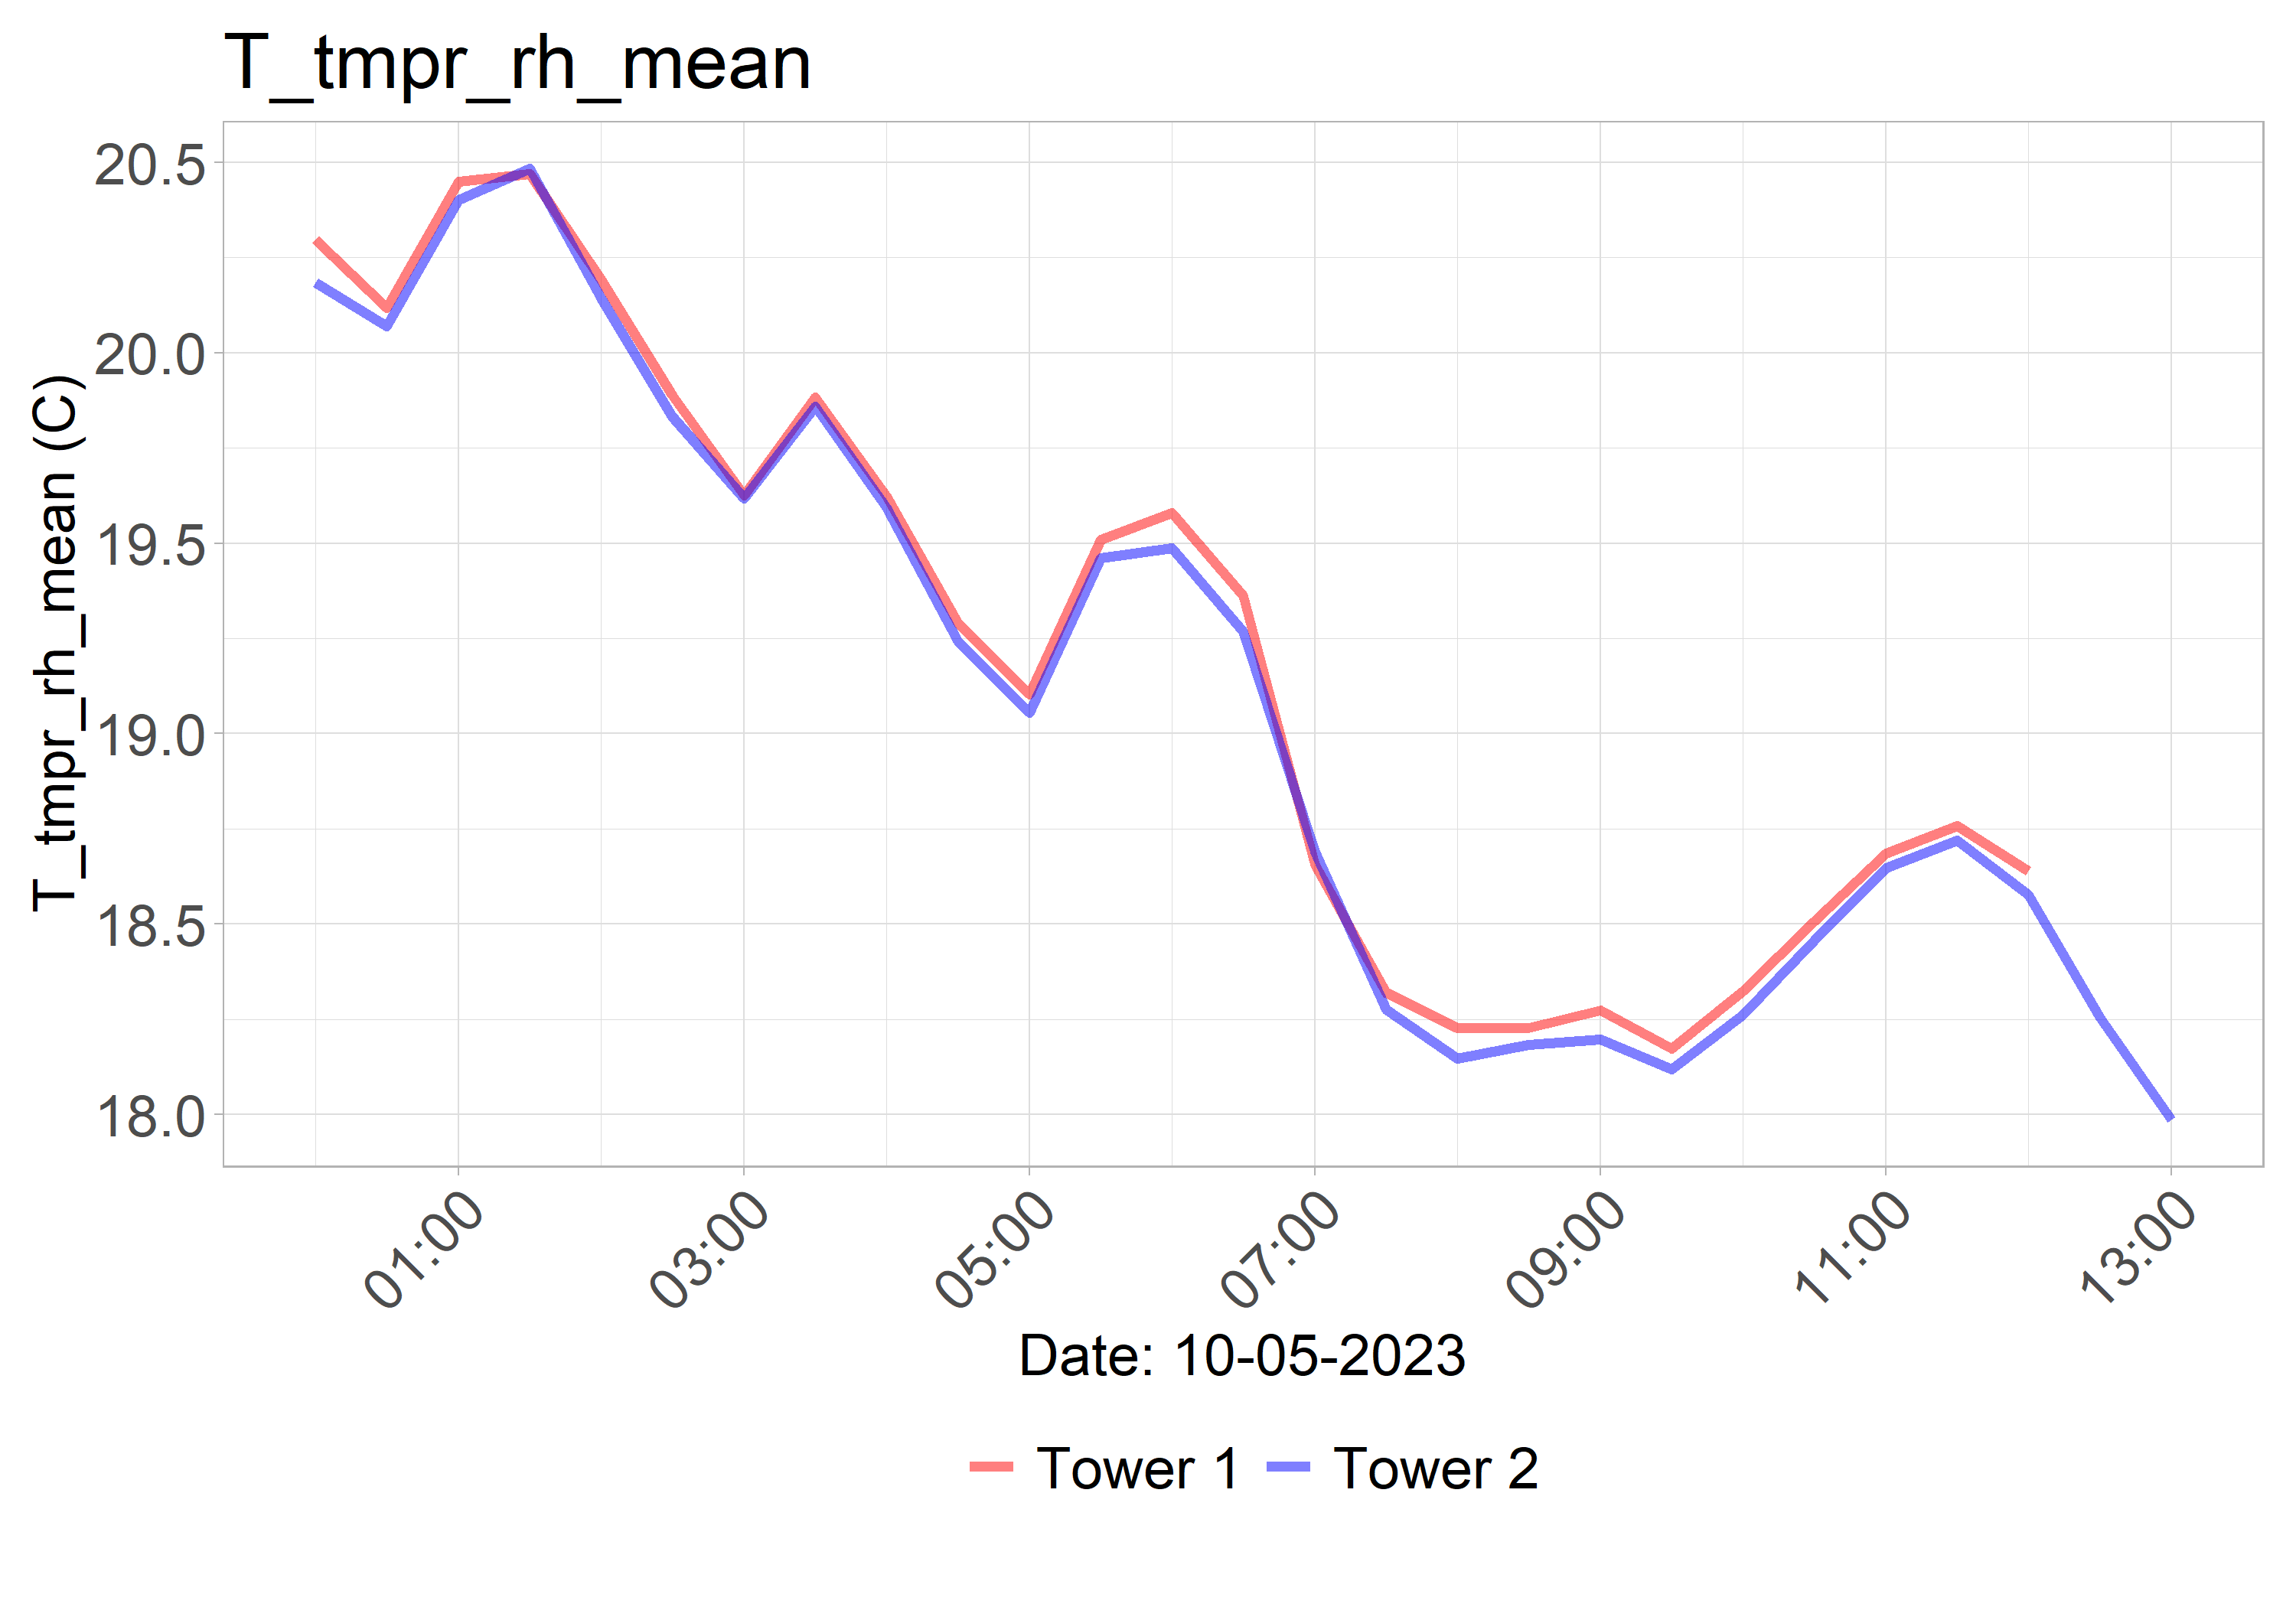 T_tmpr_rh_mean
T_tmpr_rh_mean (C)
20.5
20.0
19.5
19.0
18.5
18.0
01:00
03:00
05:00
07:00
09:00
11:00
13:00
Date: 10-05-2023
Tower 1
Tower 2